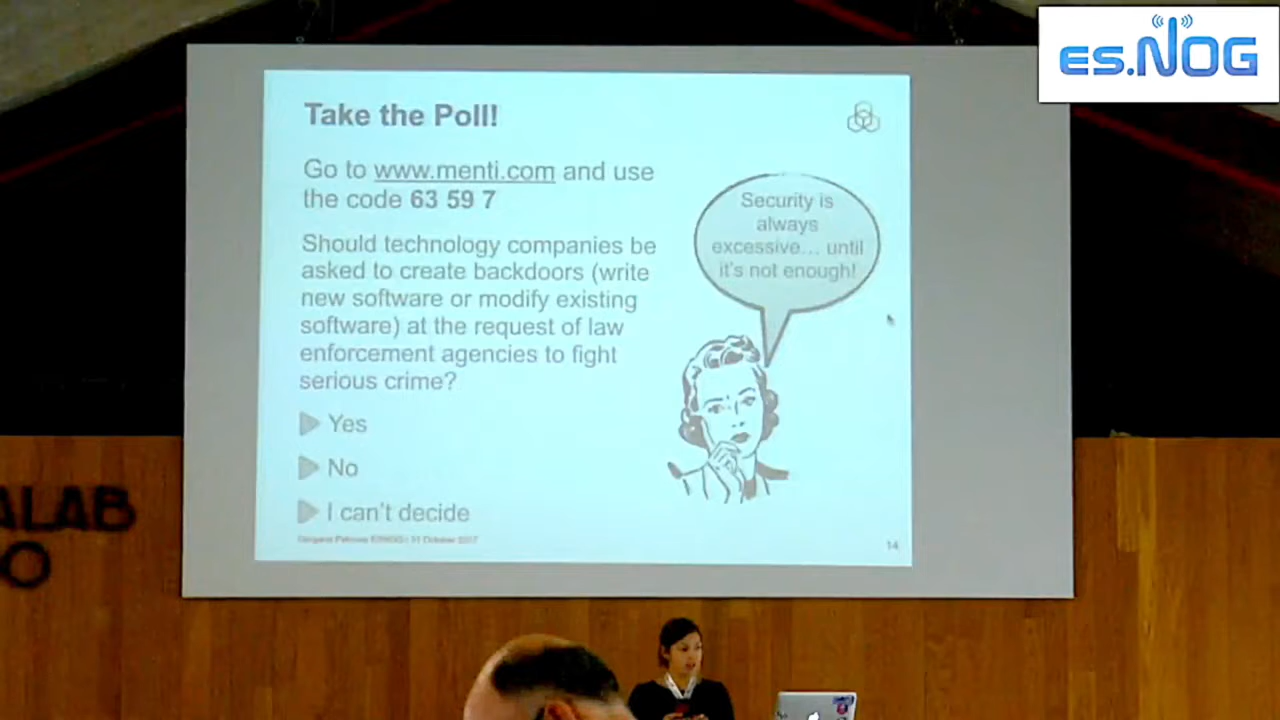 es.NOG
Take the Poll!
Go to www.menti.com and use
the code 63 59 7
Should technology companies be
asked to create backdoors (write
new software or modify existing
software) at the request of law
enforcement agencies to fight
serious crime?
Yes
No
I can't decide
Security is
always
excessive... until
it's not enough!
14
ALAB
O